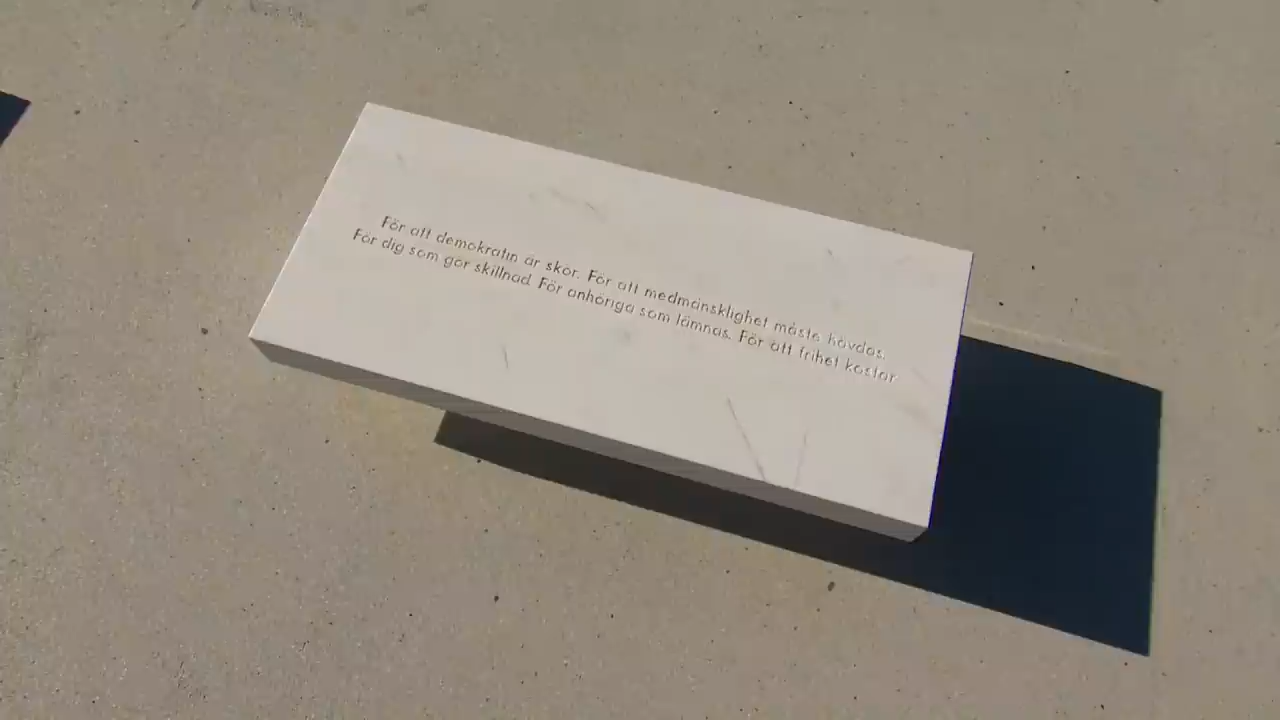 För att demokratin är skör. För att medmänsklighet måste hävdas.
För dig som gör skillnad. För anhöriga som lämnas. För att frihet kostar